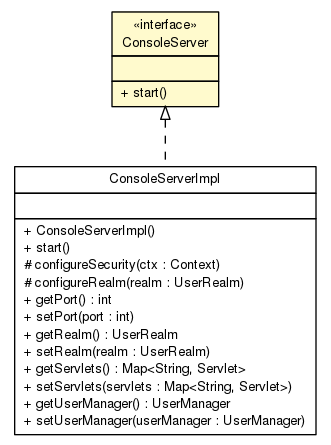 «interface»
ConsoleServer
+ start()
ConsoleServerImpl
+ ConsoleServerImpl()
+ start()
# configureSecurity(ctx : Context)
# configureRealm(realm : UserRealm)
+ getPort() : int
+ setPort(port : int)
+ getRealm() : UserRealm
+ setRealm(realm : UserRealm)
+ getServlets() : Map<String, Servlet>
+ setServlets(servlets : Map<String, Servlet>)
+ getUserManager() : UserManager
+ setUserManager(userManager : UserManager)